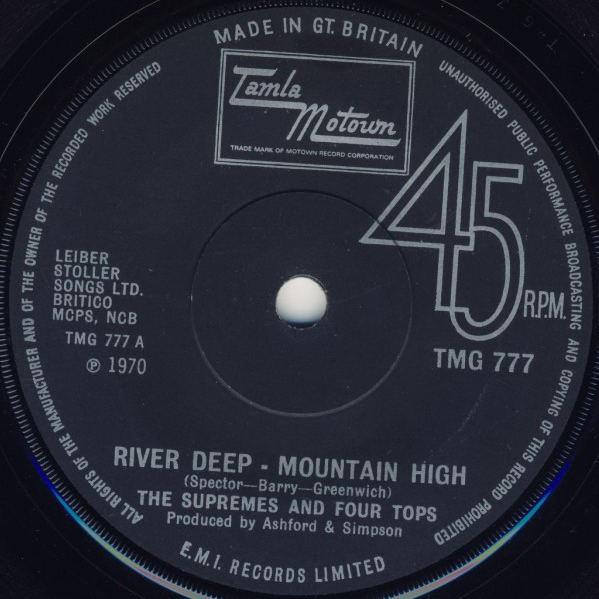 MADE IN GT. BRITAIN
Tamla
Motown
TRADE MARK OF MOTOWN RECORD CORPORATION
UNAUTHORISED PUBLIC PERFORMANCE BROADCASTING AND COPYING OF THIS RECORD PROHIBITED
ALL RIGHTS OF THE MANUFACTURER AND OF THE OWNER OF THE RECORDED WORK RESERVED
45 R.P.M.
LEIBER
STOLLER
SONGS LTD.
BRITICO
MCPS, NCB
TMG 777 A
℗ 1970
TMG 777
RIVER DEEP - MOUNTAIN HIGH
(Spector—Barry—Greenwich)
THE SUPREMES AND FOUR TOPS
Produced by Ashford & Simpson
E.M.I. RECORDS LIMITED